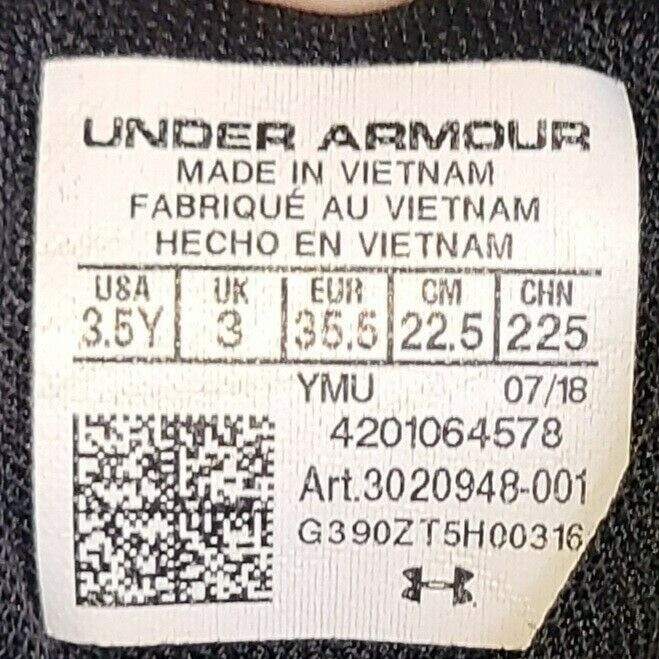 UNDER ARMOUR
MADE IN VIETNAM
FABRIQUÉ AU VIETNAM
HECHO EN VIETNAM
USA UK EUR CM CHN
3.5Y 3 35.5 22.5 225
YMU 07/18
4201064578
Art.3020948-001
G390ZT5H00316